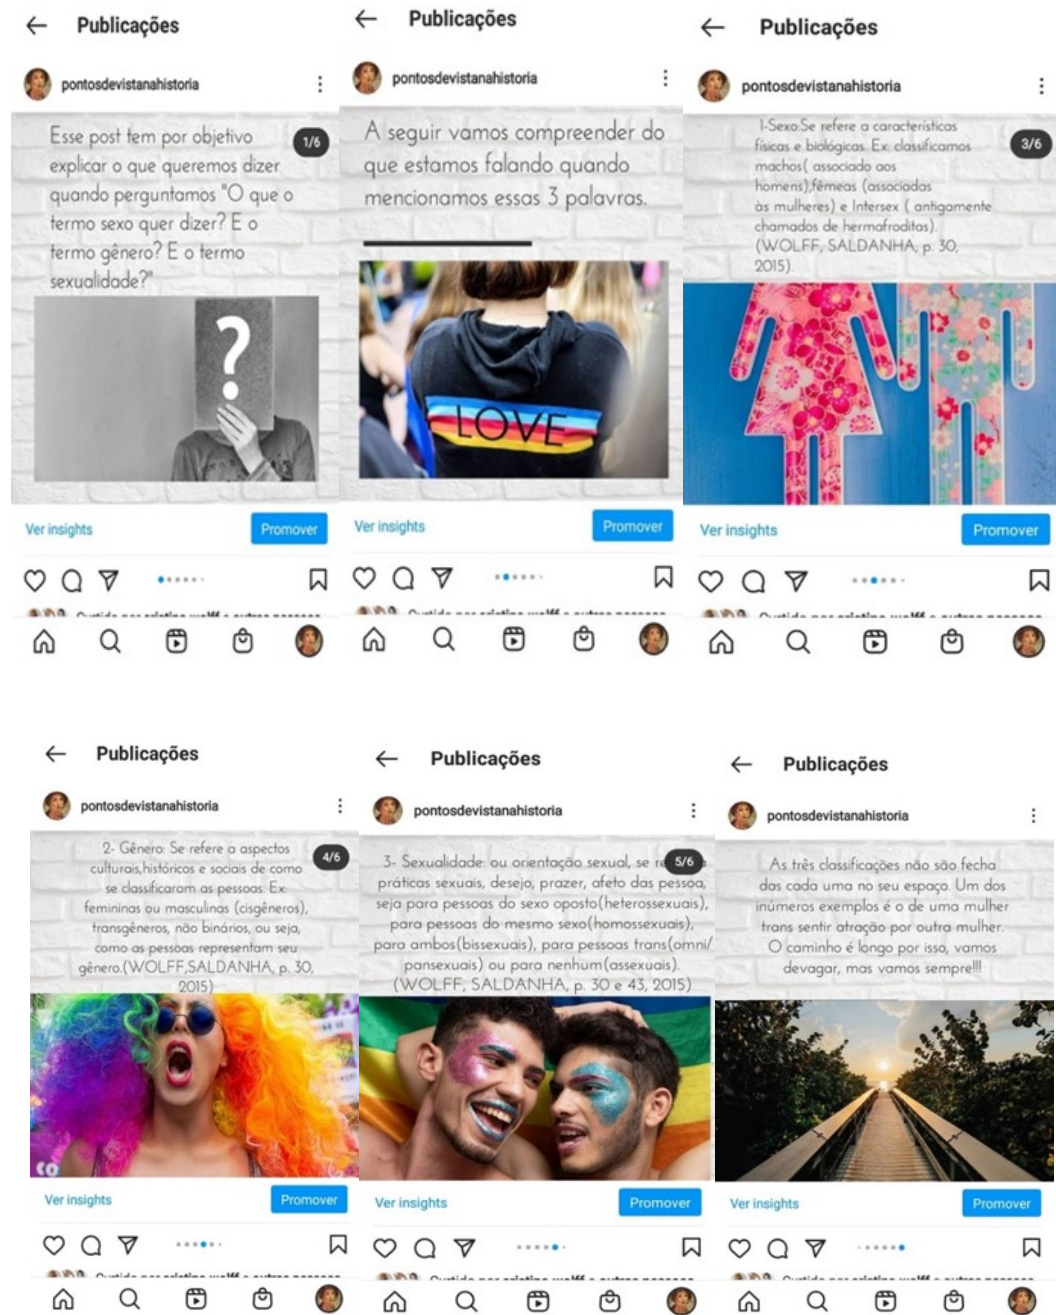 Publicações
pontosdevistanahistoria
Esse post tem por objetivo
1/6
explicar o que queremos dizer
quando perguntamos "O que o
termo sexo quer dizer? E o
termo gênero? E o termo
sexualidade?"
?
Ver insights
Promover
Publicações
pontosdevistanahistoria
A seguir vamos compreender do
que estamos falando quando
mencionamos essas 3 palavras.
LOVE
Ver insights
Promover
Publicações
pontosdevistanahistoria
1-Sexo:Se refere a características
físicas e biológicas. Ex: classificamos
3/6
machos( associado aos
homens),fêmeas (associadas
às mulheres) e Intersex ( antigamente
chamados de hermafroditas).
(WOLFF, SALDANHA, p. 30,
2015).
Ver insights
Promover
Publicações
pontosdevistanahistoria
2- Gênero: Se refere a aspectos
4/6
culturais,históricos e sociais de como
se classificaram as pessoas. Ex:
femininas ou masculinas (cisgêneros),
transgêneros, não binários, ou seja,
como as pessoas representam seu
gênero.(WOLFF,SALDANHA, p. 30,
2015)
CO
Ver insights
Promover
Publicações
pontosdevistanahistoria
3- Sexualidade: ou orientação sexual, se
5/6
práticas sexuais, desejo, prazer, afeto das pessoa,
seja para pessoas do sexo oposto(heterossexuais),
para pessoas do mesmo sexo(homossexuais),
para ambos(bissexuais), para pessoas trans(omni/
pansexuais) ou para nenhum(assexuais).
(WOLFF, SALDANHA, p. 30 e 43, 2015)
Ver insights
Promover
Publicações
pontosdevistanahistoria
As três classificações não são fecha
das cada uma no seu espaço. Um dos
inúmeros exemplos é o de uma mulher
trans sentir atração por outra mulher.
O caminho é longo por isso, vamos
devagar, mas vamos sempre!!!
Ver insights
Promover